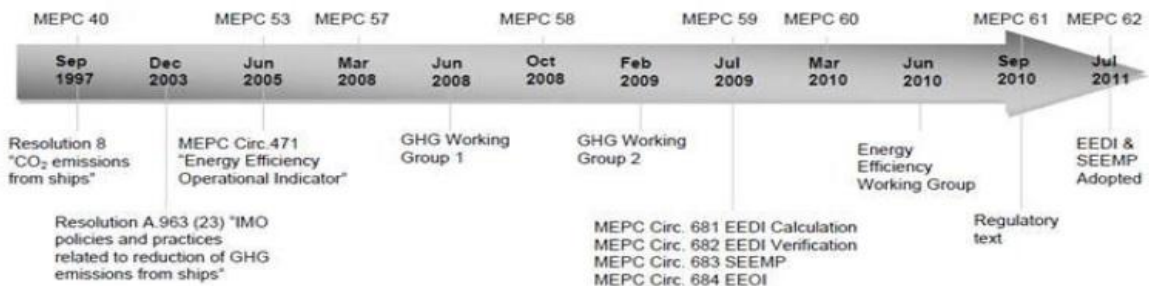 MEPC 40
MEPC 53
MEPC 57
MEPC 58
MEPC 59
MEPC 60
MEPC 61
MEPC 62
Sep
1997
Dec
2003
Jun
2005
Mar
2008
Jun
2008
Oct
2008
Feb
2009
Jul
2009
Mar
2010
Jun
2010
Sep
2010
Jul
2011
Resolution 8
"CO₂ emissions
from ships"
Resolution A.963 (23) "IMO
policies and practices
related to reduction of GHG
emissions from ships"
MEPC Circ.471
"Energy Efficiency
Operational Indicator"
GHG Working
Group 1
GHG Working
Group 2
MEPC Circ. 681 EEDI Calculation
MEPC Circ. 682 EEDI Verification
MEPC Circ. 683 SEEMP
MEPC Circ. 684 EEOI
Energy
Efficiency
Working Group
Regulatory
text
EEDI &
SEEMP
Adopted